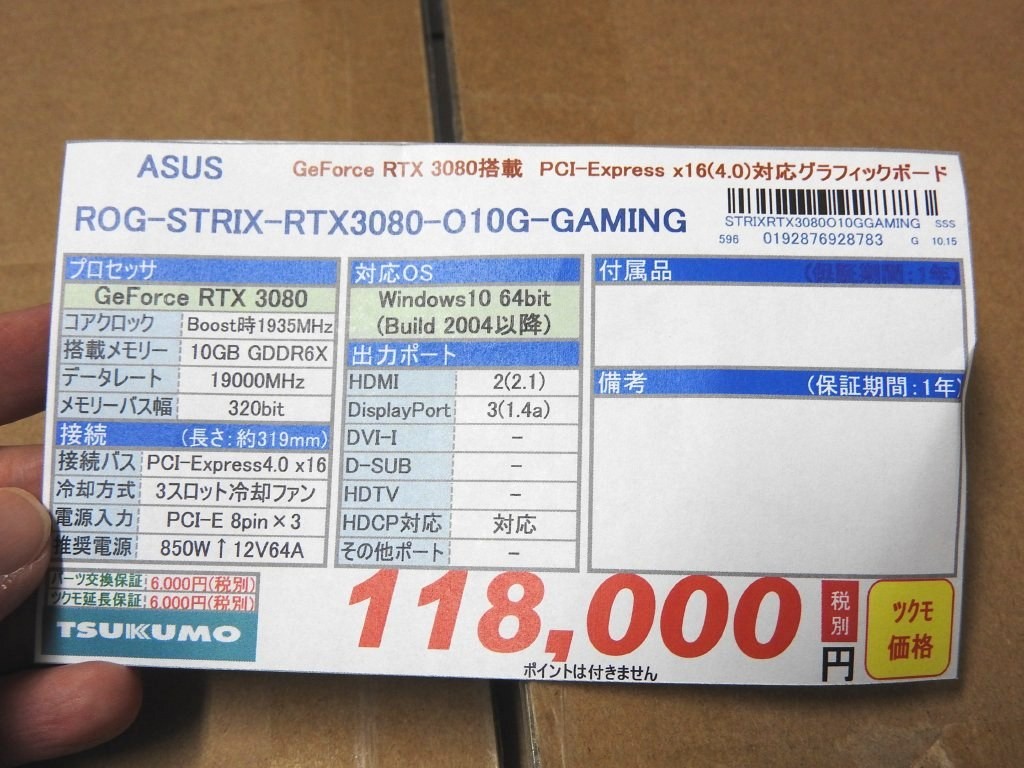 ASUS GeForce RTX 3080搭載 PCI-Express x16(4.0)対応グラフィックボード
ROG-STRIX-RTX3080-O10G-GAMING
STRIXRTX3080O10GGAMING SSS
596 0192876928783 G 10.15
プロセッサ
GeForce RTX 3080
コアクロック Boost時1935MHz
搭載メモリー 10GB GDDR6X
データレート 19000MHz
メモリーバス幅 320bit
接続 (長さ:約319mm)
接続バス PCI-Express4.0 x16
冷却方式 3スロット冷却ファン
電源入力 PCI-E 8pin×3
推奨電源 850W↑12V64A
対応OS
Windows10 64bit
(Build 2004以降)
出力ポート
HDMI 2(2.1)
DisplayPort 3(1.4a)
DVI-I −
D-SUB −
HDTV −
HDCP対応 対応
その他ポート −
付属品 (保証期間:1年)
備考 (保証期間:1年)
パーツ交換保証 6,000円(税別)
ツクモ延長保証 6,000円(税別)
TSUKUMO
118,000 税別 円
ポイントは付きません
ツクモ
価格